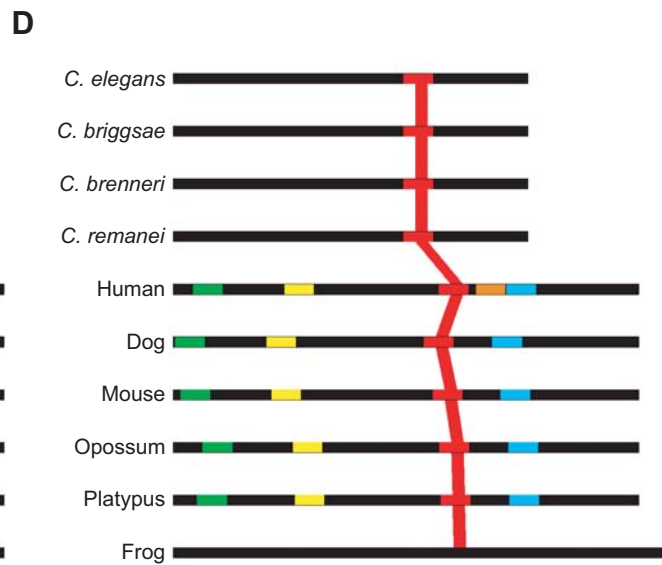 D
C. elegans
C. briggsae
C. brenneri
C. remanei
Human
Dog
Mouse
Opossum
Platypus
Frog